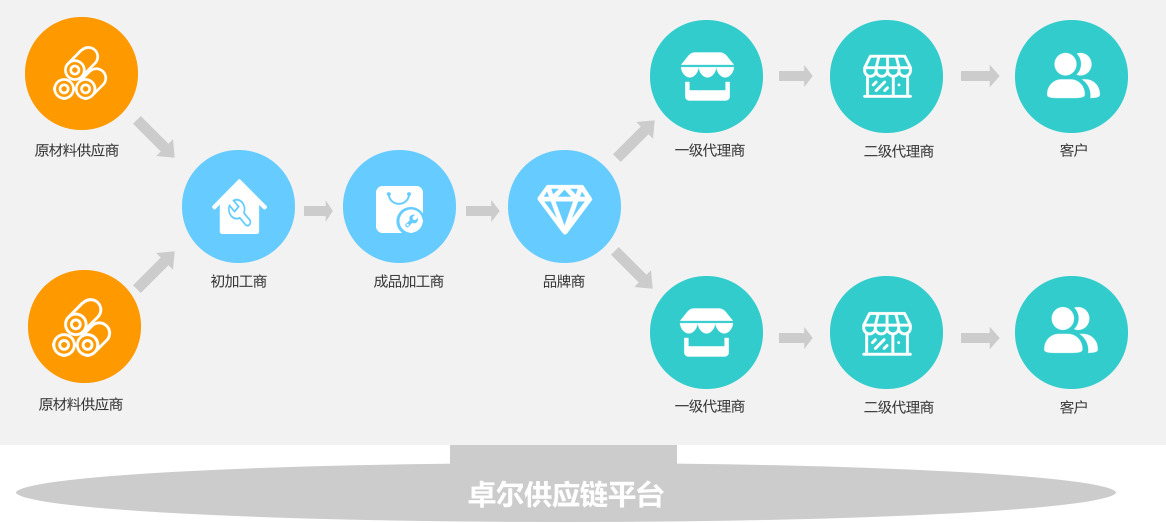 原材料供应商
一级代理商
二级代理商
客户
初加工商
成品加工商
品牌商
原材料供应商
一级代理商
二级代理商
客户
卓尔供应链平台